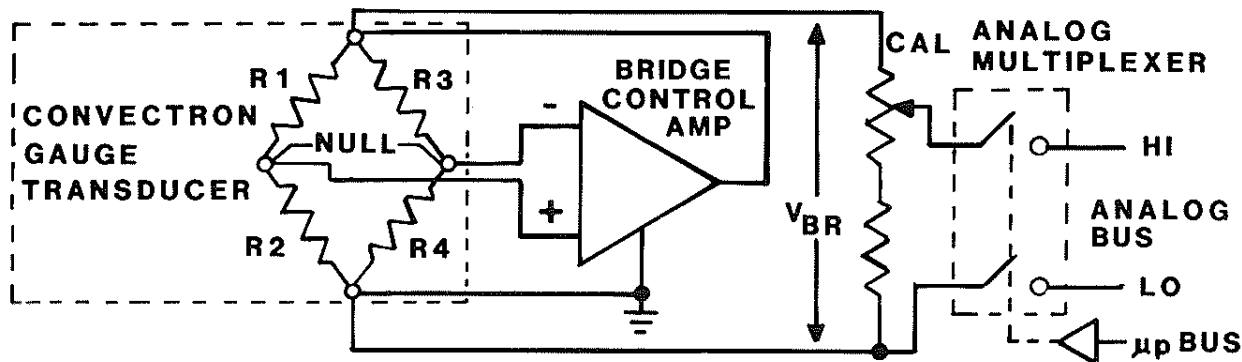 CONVECTRON
GAUGE
TRANSDUCER
R1
R3
NULL
R2
R4
-
+
BRIDGE
CONTROL
AMP
VBR
CAL
ANALOG
MULTIPLEXER
HI
ANALOG
BUS
LO
μp BUS